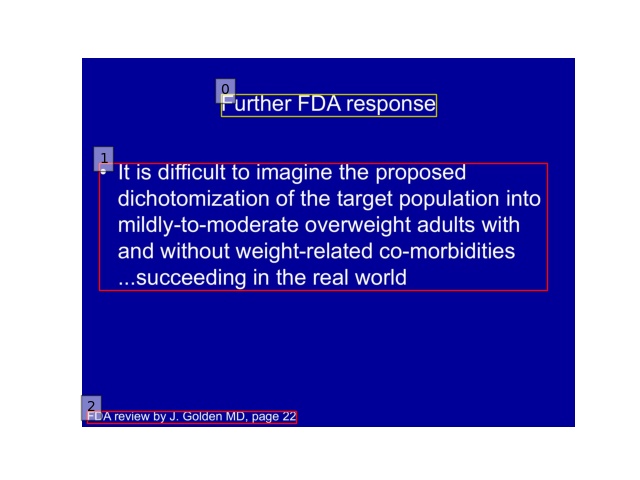 Further FDA response
• It is difficult to imagine the proposed
dichotomization of the target population into
mildly-to-moderate overweight adults with
and without weight-related co-morbidities
...succeeding in the real world
FDA review by J. Golden MD, page 22
0
1
2